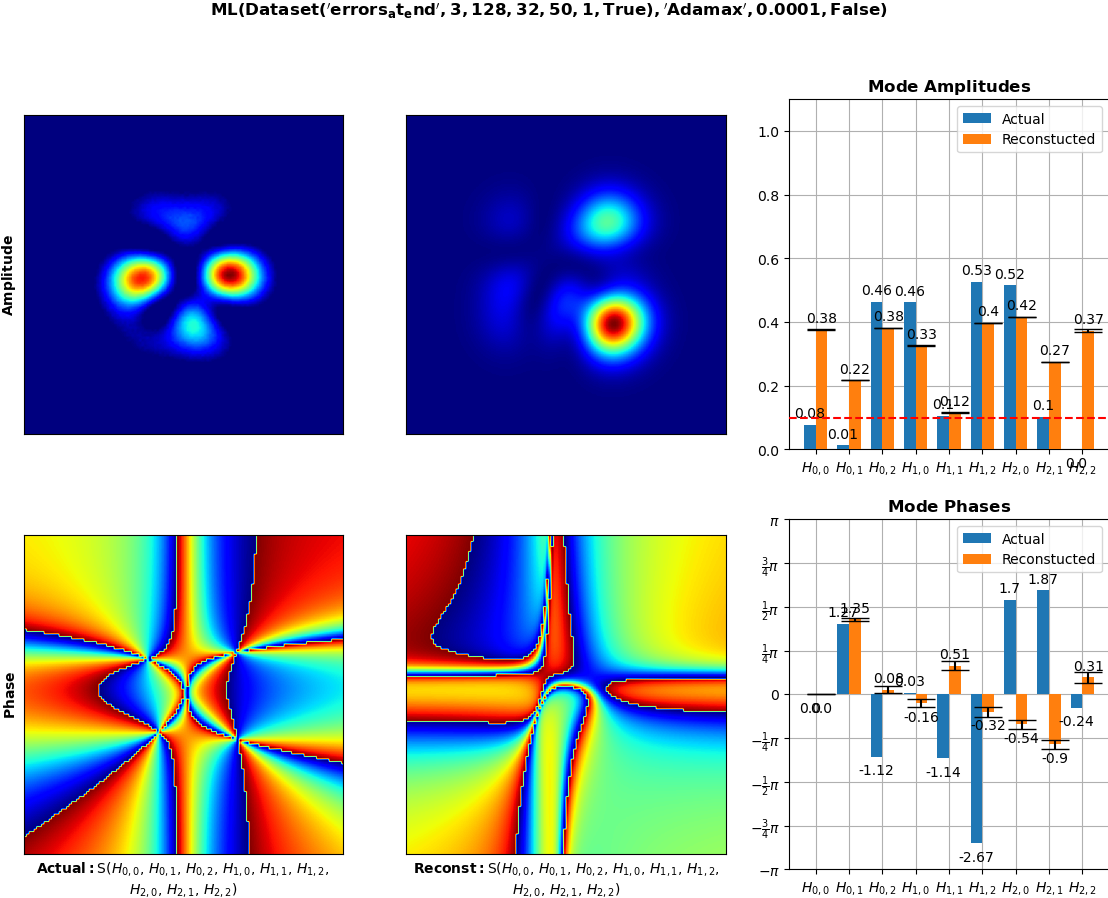 ML(Dataset('errors_at_end', 3, 128, 32, 50, 1, True), 'Adamax', 0.0001, False)
Amplitude
Mode Amplitudes
Actual
Reconstucted
1.0
0.8
0.6
0.4
0.2
0.0
0.08 0.01 0.46 0.46 0.1 0.53 0.52 0.1 0.0
0.38 0.22 0.38 0.33 0.12 0.4 0.42 0.27 0.37
H0,0 H0,1 H0,2 H1,0 H1,1 H1,2 H2,0 H2,1 H2,2
Phase
Actual: S(H0,0, H0,1, H0,2, H1,0, H1,1, H1,2,
H2,0, H2,1, H2,2)
Reconst: S(H0,0, H0,1, H0,2, H1,0, H1,1, H1,2,
H2,0, H2,1, H2,2)
Mode Phases
Actual
Reconstucted
π
3/4π
1/2π
1/4π
0
−1/4π
−1/2π
−3/4π
−π
0.0 1.27 -1.12 0.03 -1.14 -2.67 1.7 1.87 -0.24
0.0 1.35 0.08 -0.16 0.51 -0.32 -0.54 -0.9 0.31
H0,0 H0,1 H0,2 H1,0 H1,1 H1,2 H2,0 H2,1 H2,2